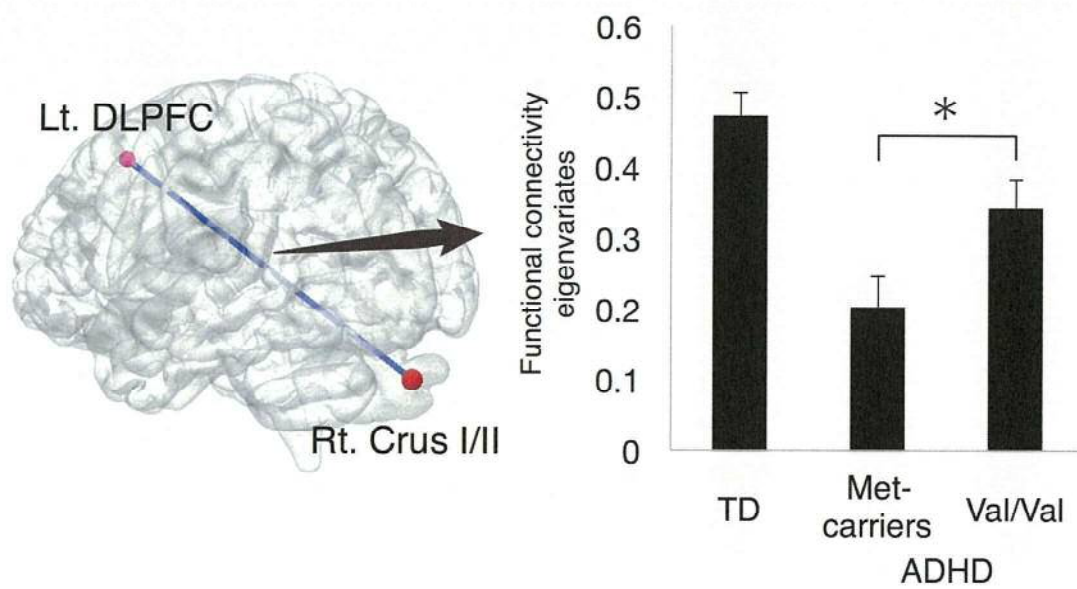 Lt. DLPFC
Rt. Crus I/II
Functional connectivity
eigenvariates
0.6
0.5
0.4
0.3
0.2
0.1
0
*
TD
Met-
carriers
Val/Val
ADHD